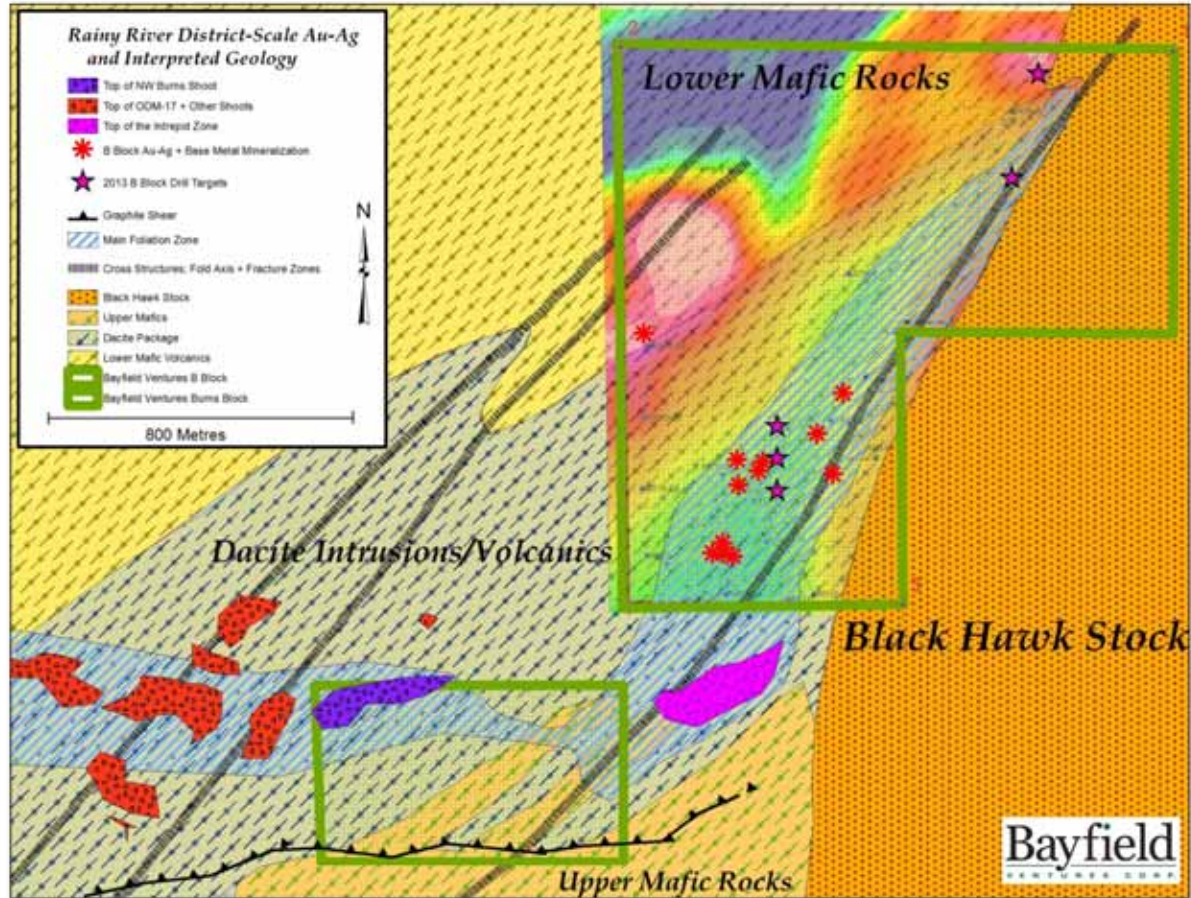 Rainy River District-Scale Au-Ag
and Interpreted Geology
Top of NW Burns Shoot
Top of ODM-17 + Other Shoots
Top of the Intrepid Zone
B Block Au-Ag + Base Metal Mineralization
2013 B Block Drill Targets
Graphite Shear
Main Foliation Zone
Cross Structures; Fold Axis + Fracture Zones
Black Hawk Stock
Upper Mafics
Dacite Package
Lower Mafic Volcanics
Bayfield Ventures B Block
Bayfield Ventures Burns Block
N
800 Metres
Lower Mafic Rocks
Dacite Intrusions/Volcanics
Black Hawk Stock
Upper Mafic Rocks
Bayfield
VENTURES CORP.